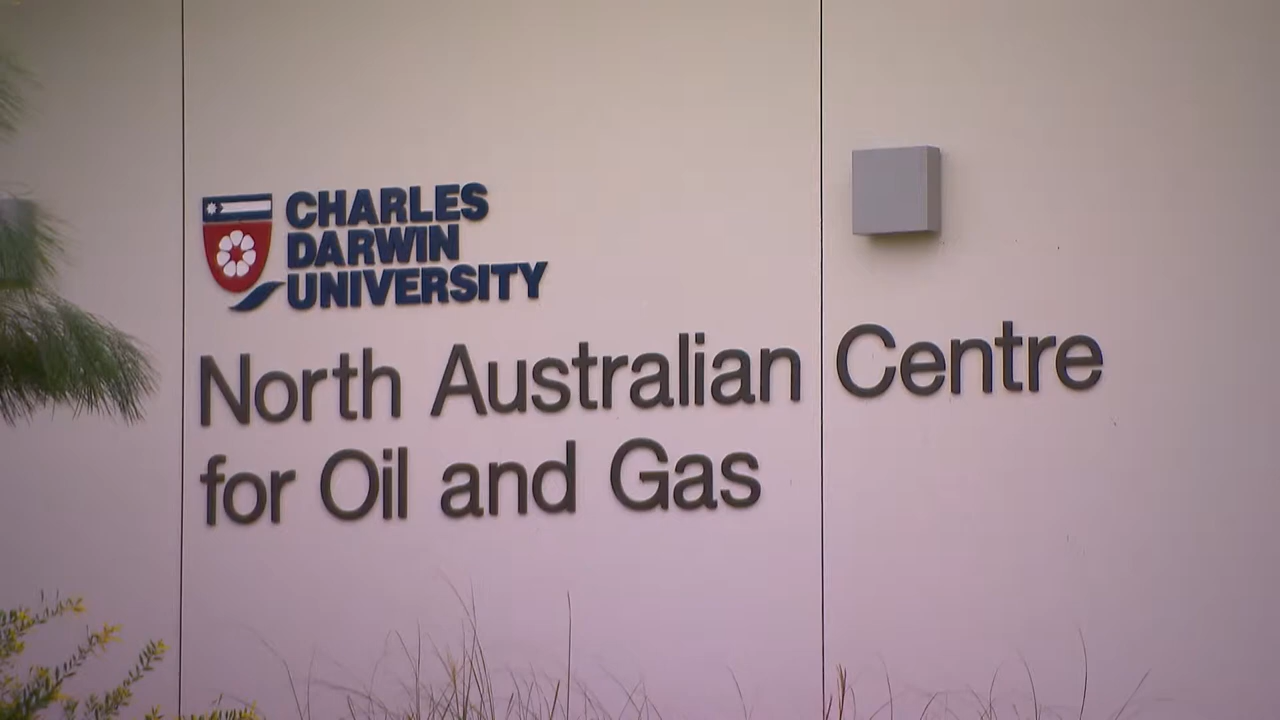 CHARLES
DARWIN
UNIVERSITY
North Australian Centre
for Oil and Gas